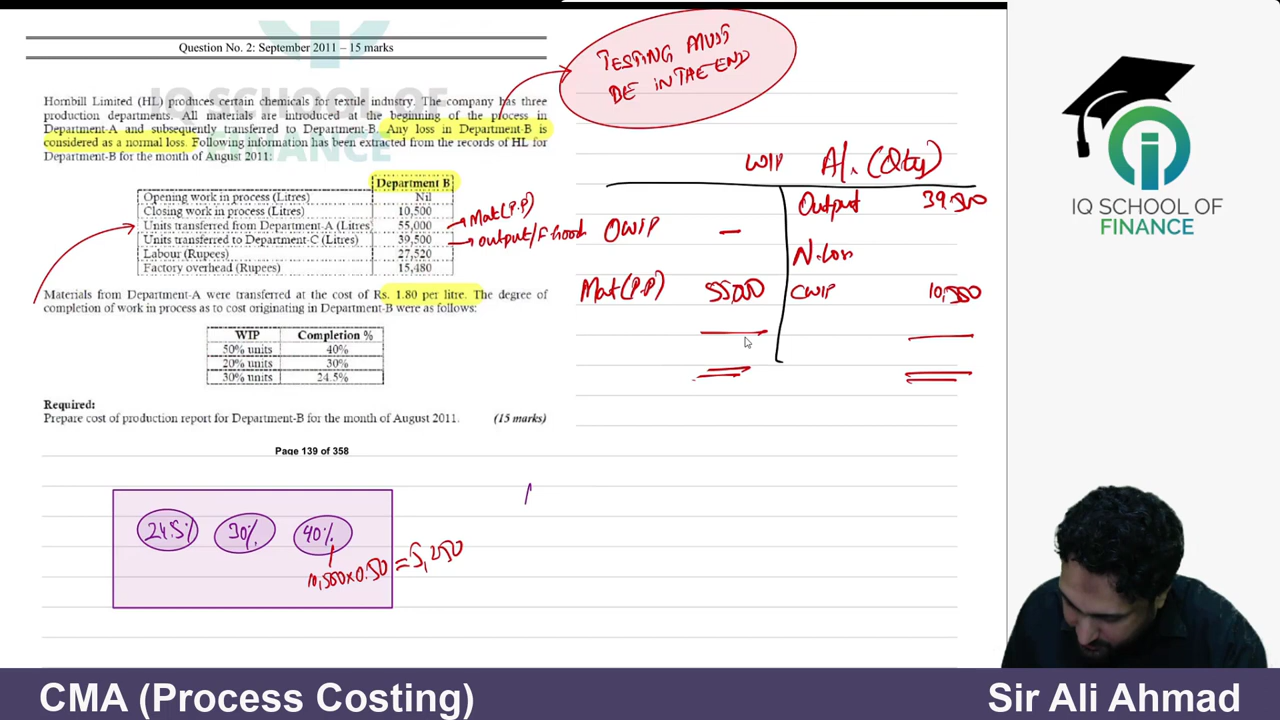 Question No. 2: September 2011 – 15 marks
IQ SCHOOL OF
FINANCE
Hornbill Limited (HL) produces certain chemicals for textile industry. The company has three
production departments. All materials are introduced at the beginning of the process in
Department-A and subsequently transferred to Department-B. Any loss in Department-B is
considered as a normal loss. Following information has been extracted from the records of HL for
Department-B for the month of August 2011:
Department B
Opening work in process (Litres) Nil
Closing work in process (Litres) 10,500
Units transferred from Department-A (Litres) 55,000
Units transferred to Department-C (Litres) 39,500
Labour (Rupees) 27,520
Factory overhead (Rupees) 15,480
Mat(P.P)
Output/F.Goods
Materials from Department-A were transferred at the cost of Rs. 1.80 per litre. The degree of
completion of work in process as to cost originating in Department-B were as follows:
WIP Completion %
50% units 40%
20% units 30%
30% units 24.5%
Required:
Prepare cost of production report for Department-B for the month of August 2011. (15 marks)
Page 139 of 358
24.5% 30% 40%
10,500x0.50 = 5,250
TESTING MUST
BE IN THE END
WIP A/c (Qty)
Output 39,500
OWIP –
N.Loss
Mat(P.P) 55000 CWIP 10,500
IQ SCHOOL OF
FINANCE
CMA (Process Costing) Sir Ali Ahmad